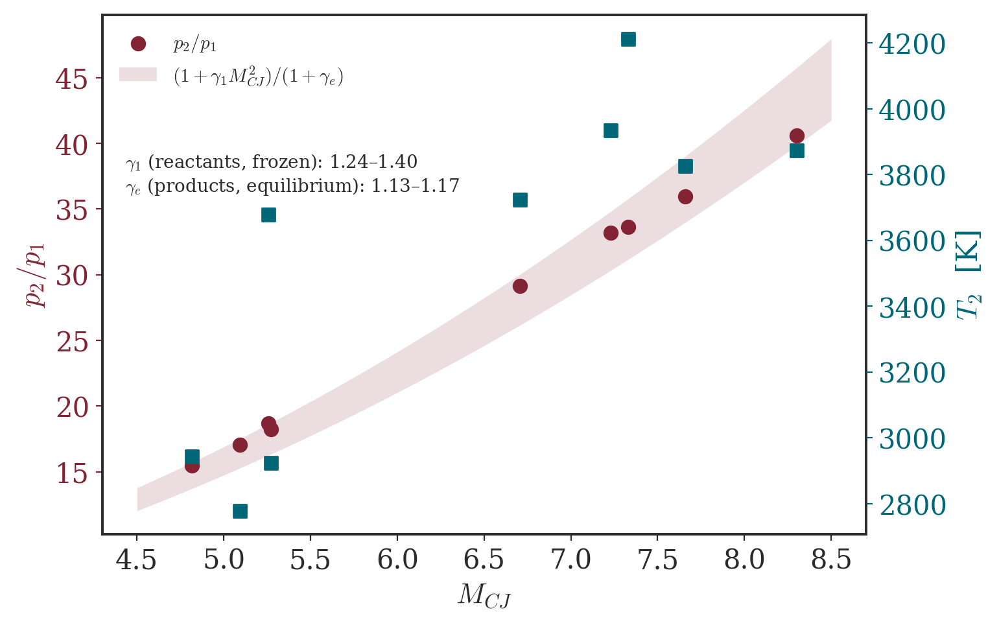 p₂/p₁
(1 + γ₁M²_CJ)/(1 + γₑ)
γ₁ (reactants, frozen): 1.24–1.40
γₑ (products, equilibrium): 1.13–1.17
45
40
35
30
25
20
15
p₂/p₁
4200
4000
3800
3600
3400
3200
3000
2800
T₂ [K]
4.5 5.0 5.5 6.0 6.5 7.0 7.5 8.0 8.5
M_CJ